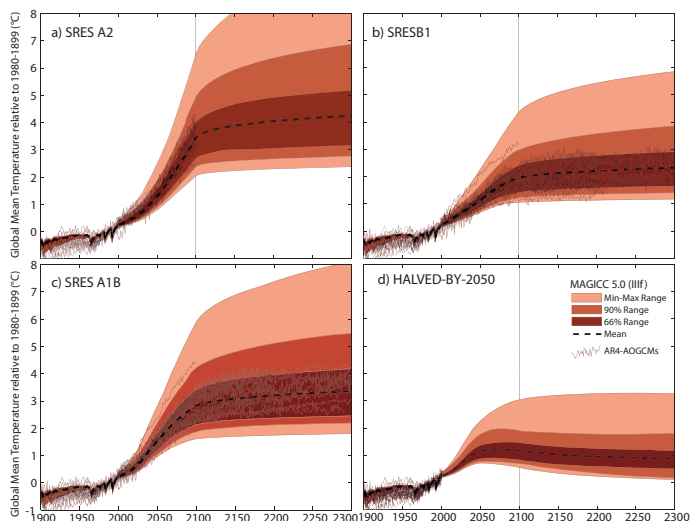 Global Mean Temperature relative to 1980-1899 (°C)
8
7
6
5
4
3
2
1
0
a) SRES A2
b) SRESB1
Global Mean Temperature relative to 1980-1899 (°C)
8
7
6
5
4
3
2
1
0
-1
c) SRES A1B
d) HALVED-BY-2050
MAGICC 5.0 (IIIf)
Min-Max Range
90% Range
66% Range
Mean
AR4-AOGCMs
1900 1950 2000 2050 2100 2150 2200 2250 2300
1900 1950 2000 2050 2100 2150 2200 2250 2300